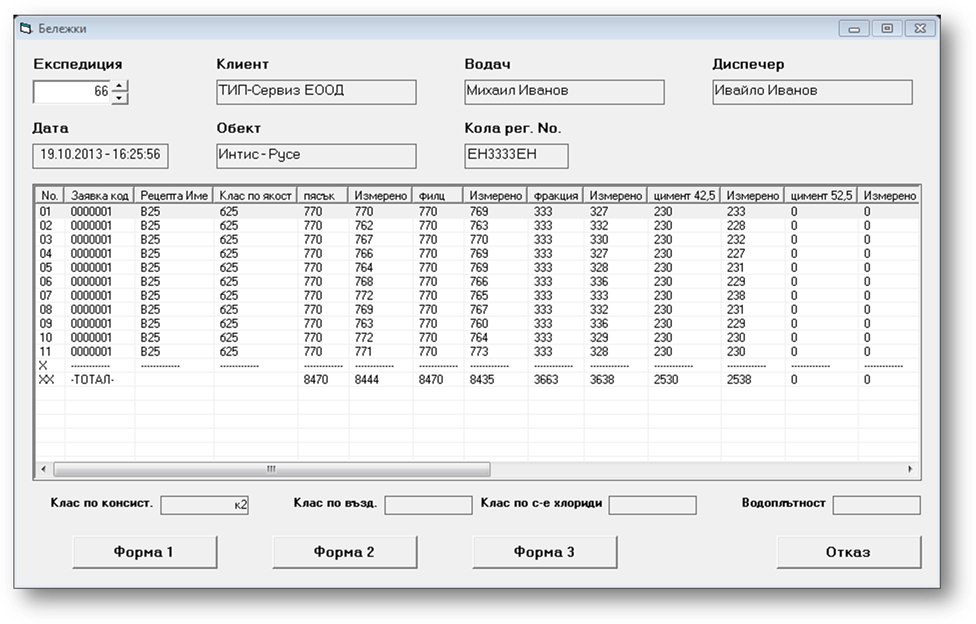 Бележки
Експедиция Клиент Водач Диспечер
66 ТИП-Сервиз ЕООД Михаил Иванов Ивайло Иванов
Дата Обект Кола рег. No.
19.10.2013 - 16:25:56 Интис - Русе ЕН3333ЕН
No. Заявка код Рецепта Име Клас по якост пясък Измерено филц Измерено фракция Измерено цимент 42,5 Измерено цимент 52,5 Измерено
01 0000001 B25 625 770 770 770 769 333 327 230 233 0 0
02 0000001 B25 625 770 762 770 763 333 332 230 228 0 0
03 0000001 B25 625 770 767 770 770 333 330 230 232 0 0
04 0000001 B25 625 770 766 770 769 333 327 230 227 0 0
05 0000001 B25 625 770 764 770 769 333 328 230 231 0 0
06 0000001 B25 625 770 768 770 766 333 336 230 229 0 0
07 0000001 B25 625 770 772 770 765 333 333 230 238 0 0
08 0000001 B25 625 770 769 770 767 333 332 230 231 0 0
09 0000001 B25 625 770 763 770 760 333 336 230 229 0 0
10 0000001 B25 625 770 772 770 764 333 329 230 230 0 0
11 0000001 B25 625 770 771 770 773 333 328 230 230 0 0
X ------------ ------------ ------------ ------------ ------------ ------------ ------------ ------------ ------------ ------------ ------------ ------------ ------------
XX -ТОТАЛ- 8470 8444 8470 8435 3663 3638 2530 2538 0 0
Клас по консист. к2 Клас по възд. Клас по с-е хлориди Водоплътност
Форма 1 Форма 2 Форма 3 Отказ